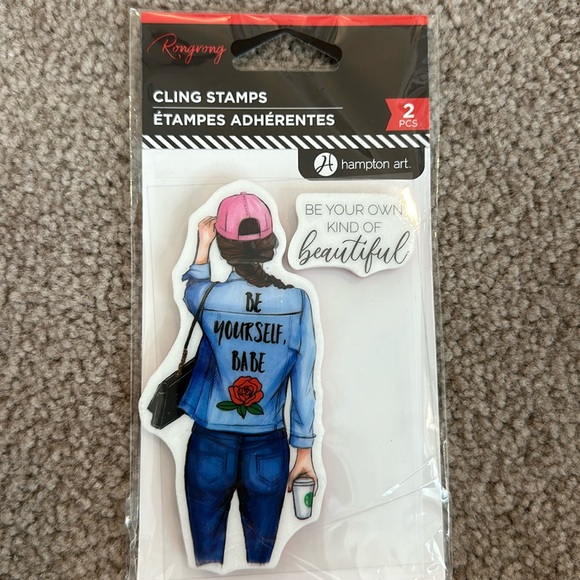 Rongrong
CLING STAMPS
ÉTAMPES ADHÉRENTES
2
PCS
hampton art
BE YOUR OWN
KIND OF
beautiful
BE
YOURSELF,
BABE